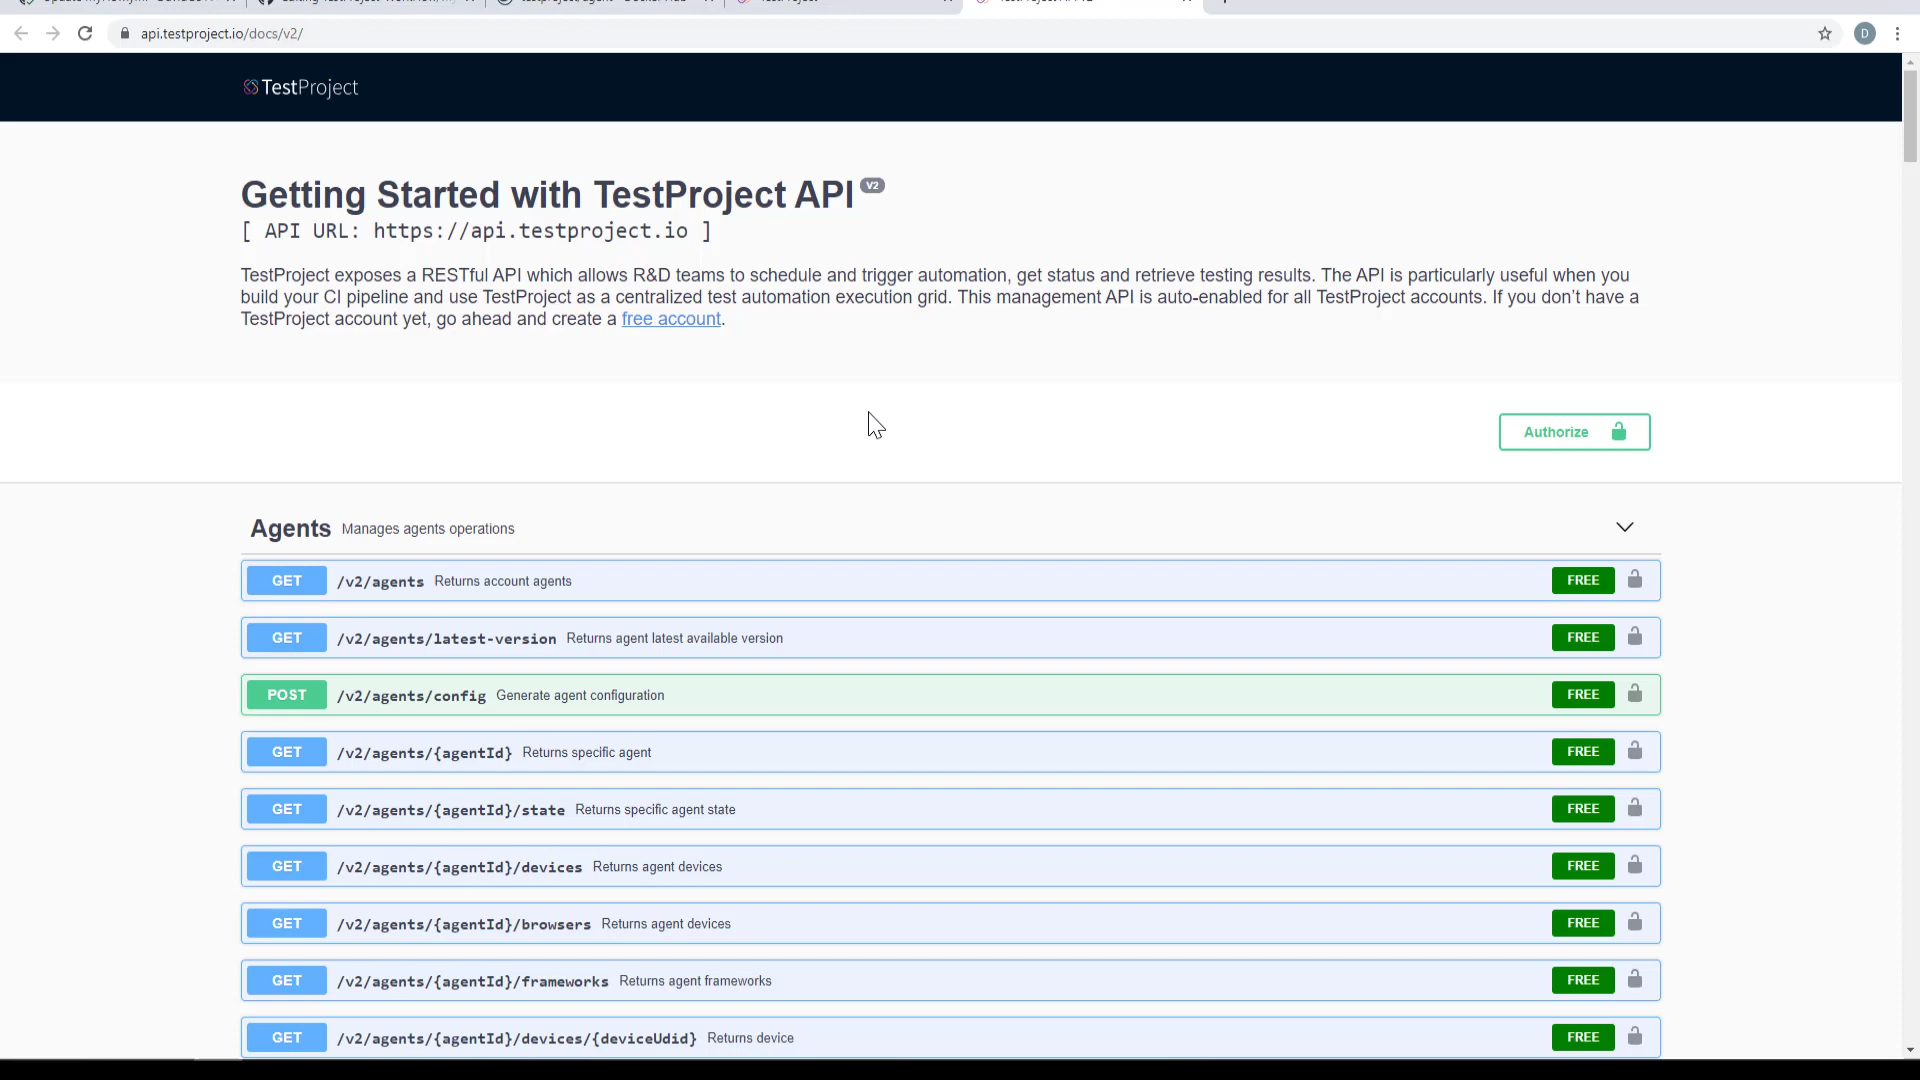 api.testproject.io/docs/v2/
D
TestProject
Getting Started with TestProject API V2
[ API URL: https://api.testproject.io ]
TestProject exposes a RESTful API which allows R&D teams to schedule and trigger automation, get status and retrieve testing results. The API is particularly useful when you
build your CI pipeline and use TestProject as a centralized test automation execution grid. This management API is auto-enabled for all TestProject accounts. If you don't have a
TestProject account yet, go ahead and create a free account.
Authorize
Agents Manages agents operations
GET /v2/agents Returns account agents FREE
GET /v2/agents/latest-version Returns agent latest available version FREE
POST /v2/agents/config Generate agent configuration FREE
GET /v2/agents/{agentId} Returns specific agent FREE
GET /v2/agents/{agentId}/state Returns specific agent state FREE
GET /v2/agents/{agentId}/devices Returns agent devices FREE
GET /v2/agents/{agentId}/browsers Returns agent devices FREE
GET /v2/agents/{agentId}/frameworks Returns agent frameworks FREE
GET /v2/agents/{agentId}/devices/{deviceUdid} Returns device FREE